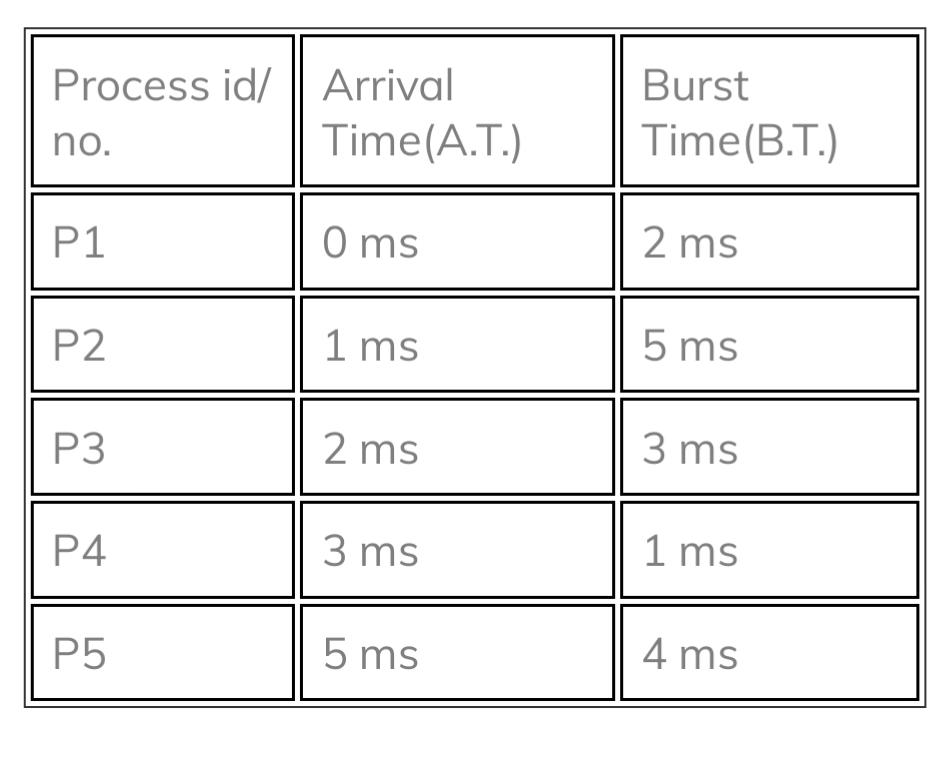 Process id/ no.
Arrival Time(A.T.)
Burst Time(B.T.)
P1 0 ms 2 ms
P2 1 ms 5 ms
P3 2 ms 3 ms
P4 3 ms 1 ms
P5 5 ms 4 ms